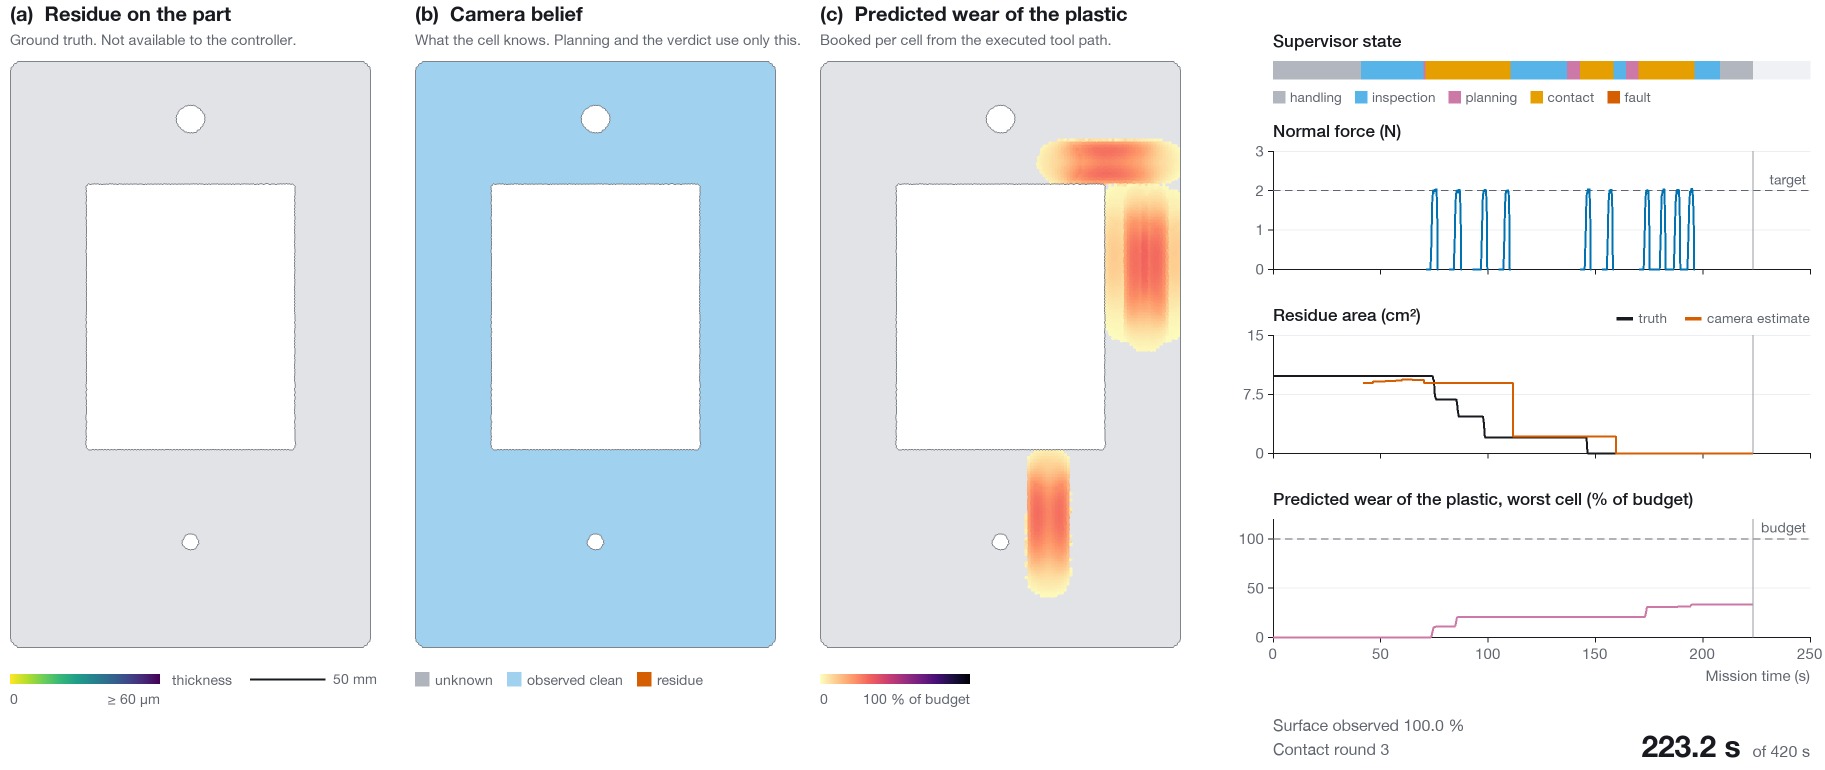 (a) Residue on the part
Ground truth. Not available to the controller.
0
≥ 60 µm
thickness
50 mm
(b) Camera belief
What the cell knows. Planning and the verdict use only this.
unknown
observed clean
residue
(c) Predicted wear of the plastic
Booked per cell from the executed tool path.
0
100 % of budget
Supervisor state
handling
inspection
planning
contact
fault
Normal force (N)
3
2
1
0
target
Residue area (cm²)
truth
camera estimate
15
7.5
0
Predicted wear of the plastic, worst cell (% of budget)
budget
100
50
0
0 50 100 150 200 250
Mission time (s)
Surface observed 100.0 %
Contact round 3
223.2 s of 420 s